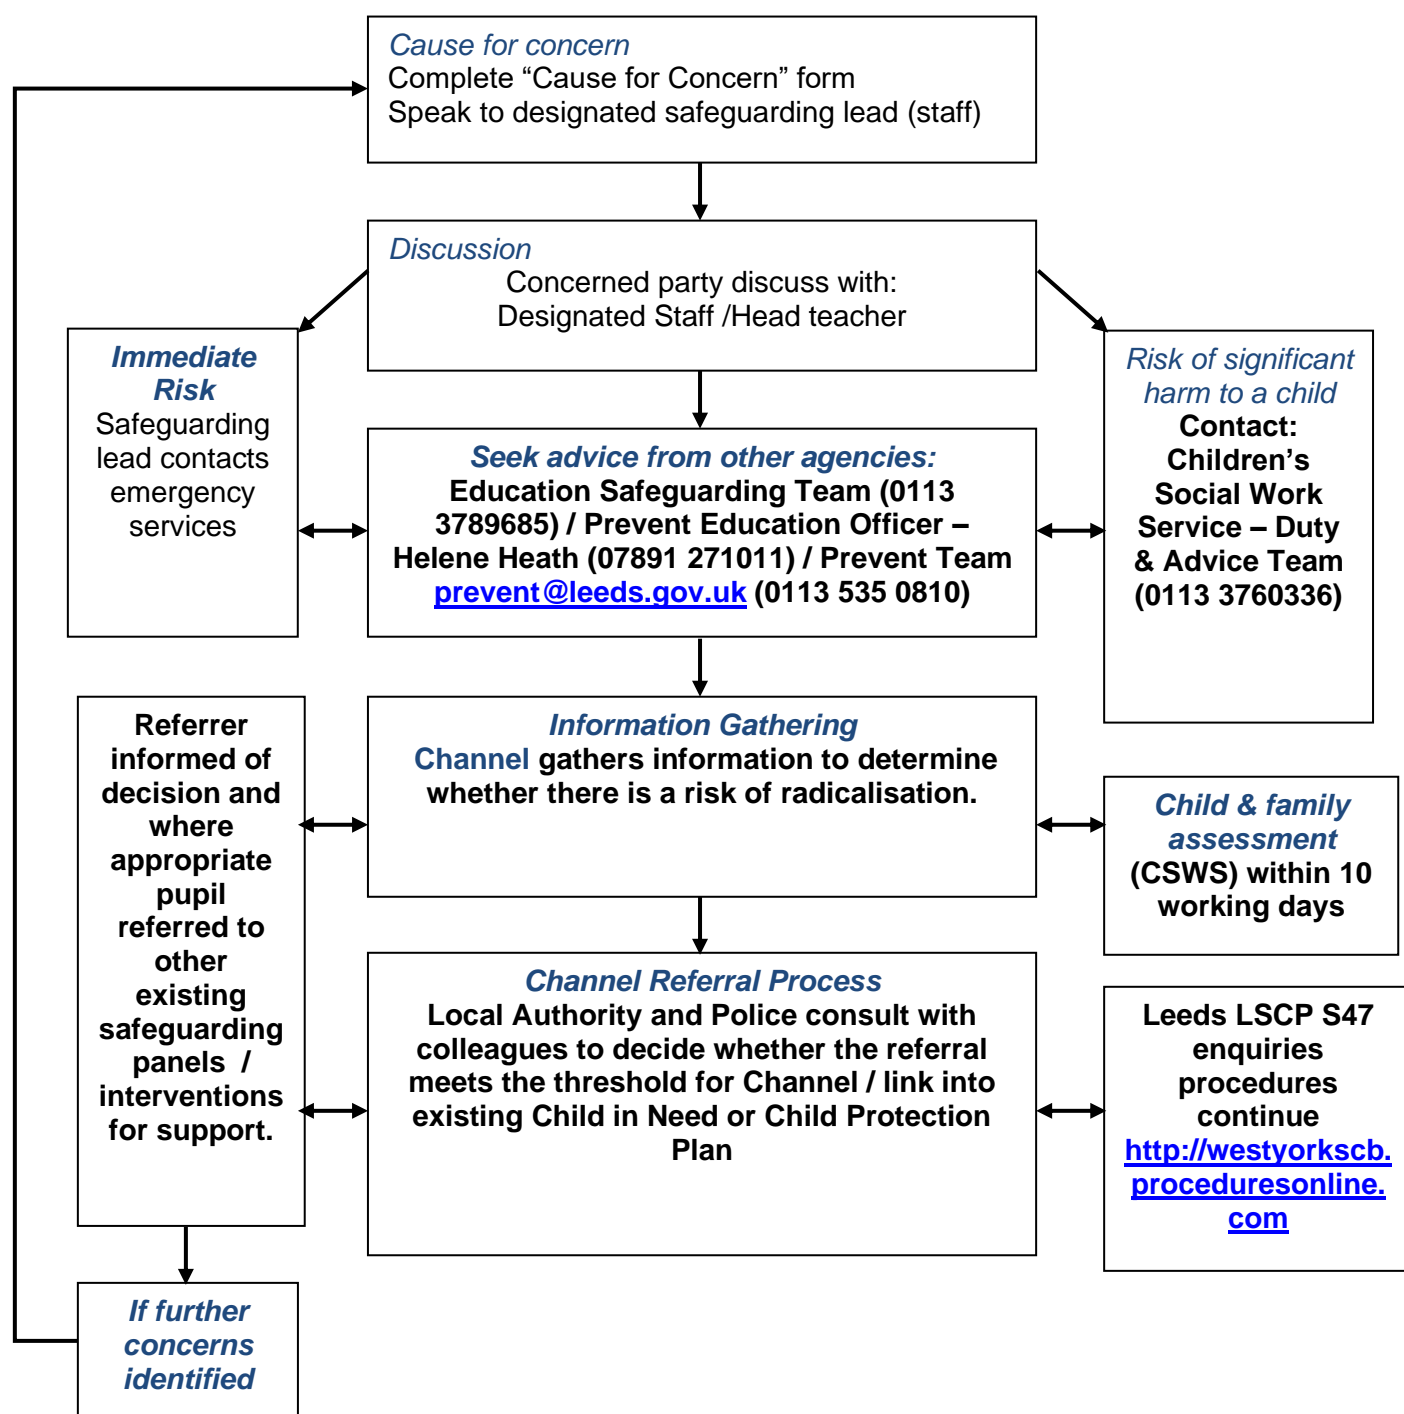 Cause for concern
Complete “Cause for Concern” form
Speak to designated safeguarding lead (staff)
Discussion
Concerned party discuss with:
Designated Staff /Head teacher
Immediate
Risk
Safeguarding
lead contacts
emergency
services
Seek advice from other agencies:
Education Safeguarding Team (0113
3789685) / Prevent Education Officer –
Helene Heath (07891 271011) / Prevent Team
prevent@leeds.gov.uk (0113 535 0810)
Risk of significant
harm to a child
Contact:
Children’s
Social Work
Service – Duty
& Advice Team
(0113 3760336)
Referrer
informed of
decision and
where
appropriate
pupil
referred to
other
existing
safeguarding
panels /
interventions
for support.
Information Gathering
Channel gathers information to determine
whether there is a risk of radicalisation.
Child & family
assessment
(CSWS) within 10
working days
Channel Referral Process
Local Authority and Police consult with
colleagues to decide whether the referral
meets the threshold for Channel / link into
existing Child in Need or Child Protection
Plan
Leeds LSCP S47
enquiries
procedures
continue
http://westyorkscb.
proceduresonline.
com
If further
concerns
identified